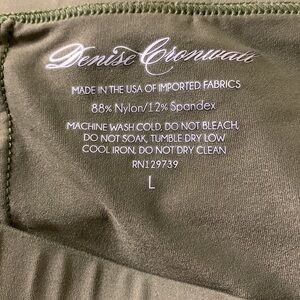 Denise Cronwall
MADE IN THE USA OF IMPORTED FABRICS
88% Nylon/12% Spandex
MACHINE WASH COLD, DO NOT BLEACH,
DO NOT SOAK, TUMBLE DRY LOW
COOL IRON, DO NOT DRY CLEAN
RN129739
L